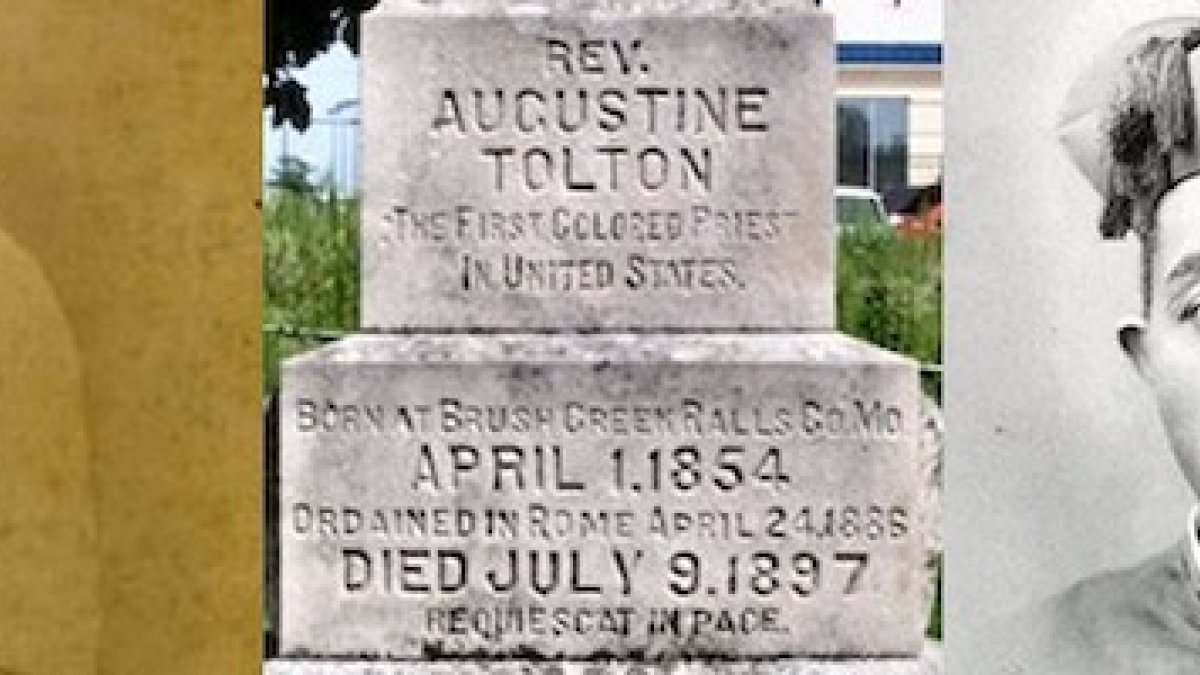 REV.
AUGUSTINE
TOLTON
THE FIRST COLORED PRIEST
IN UNITED STATES.
BORN AT BRUSH CREEK RALLS CO. MO.
APRIL 1.1854
ORDAINED IN ROME APRIL 24.1886
DIED JULY 9.1897
REQUIESCAT IN PACE.